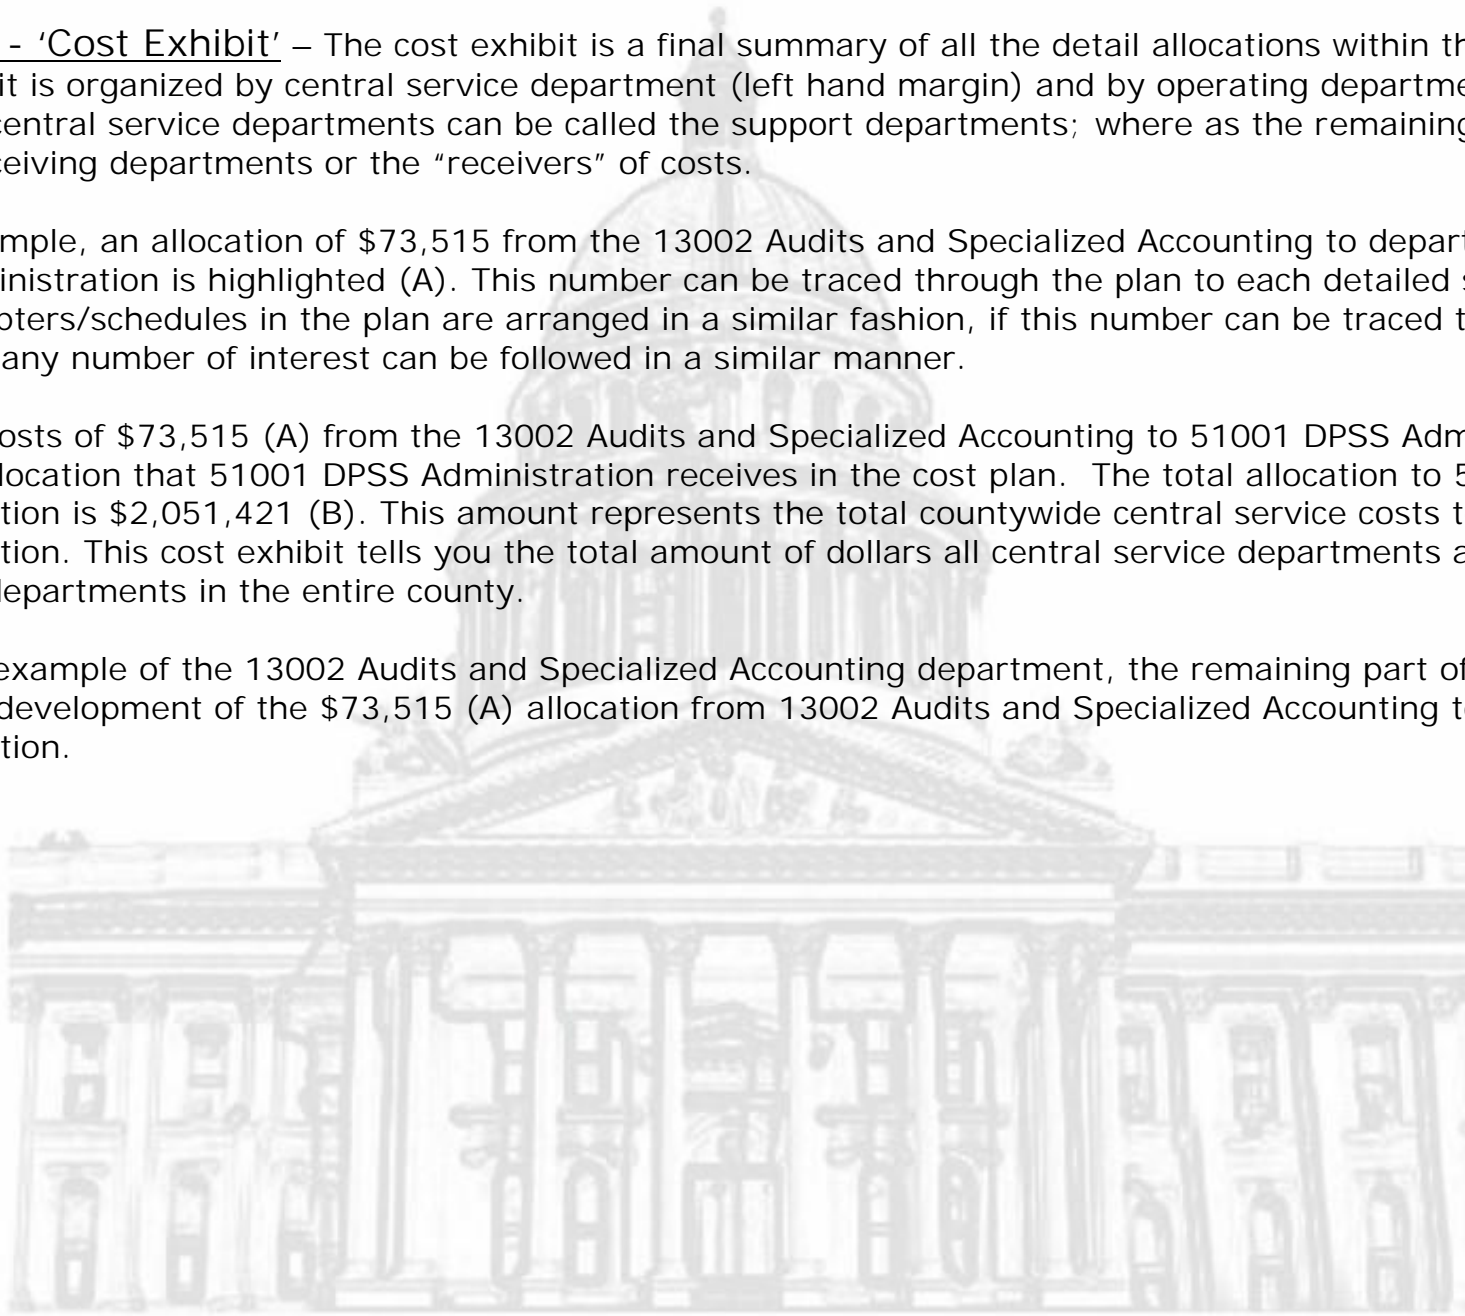 - ‘Cost Exhibit’ – The cost exhibit is a final summary of all the detail allocations within th
it is organized by central service department (left hand margin) and by operating departme
central service departments can be called the support departments; where as the remaining
ceiving departments or the “receivers” of costs.
mple, an allocation of $73,515 from the 13002 Audits and Specialized Accounting to depart
inistration is highlighted (A). This number can be traced through the plan to each detailed s
pters/schedules in the plan are arranged in a similar fashion, if this number can be traced t
any number of interest can be followed in a similar manner.
osts of $73,515 (A) from the 13002 Audits and Specialized Accounting to 51001 DPSS Adm
location that 51001 DPSS Administration receives in the cost plan. The total allocation to 5
tion is $2,051,421 (B). This amount represents the total countywide central service costs t
tion. This cost exhibit tells you the total amount of dollars all central service departments a
departments in the entire county.
example of the 13002 Audits and Specialized Accounting department, the remaining part of
development of the $73,515 (A) allocation from 13002 Audits and Specialized Accounting to
tion.